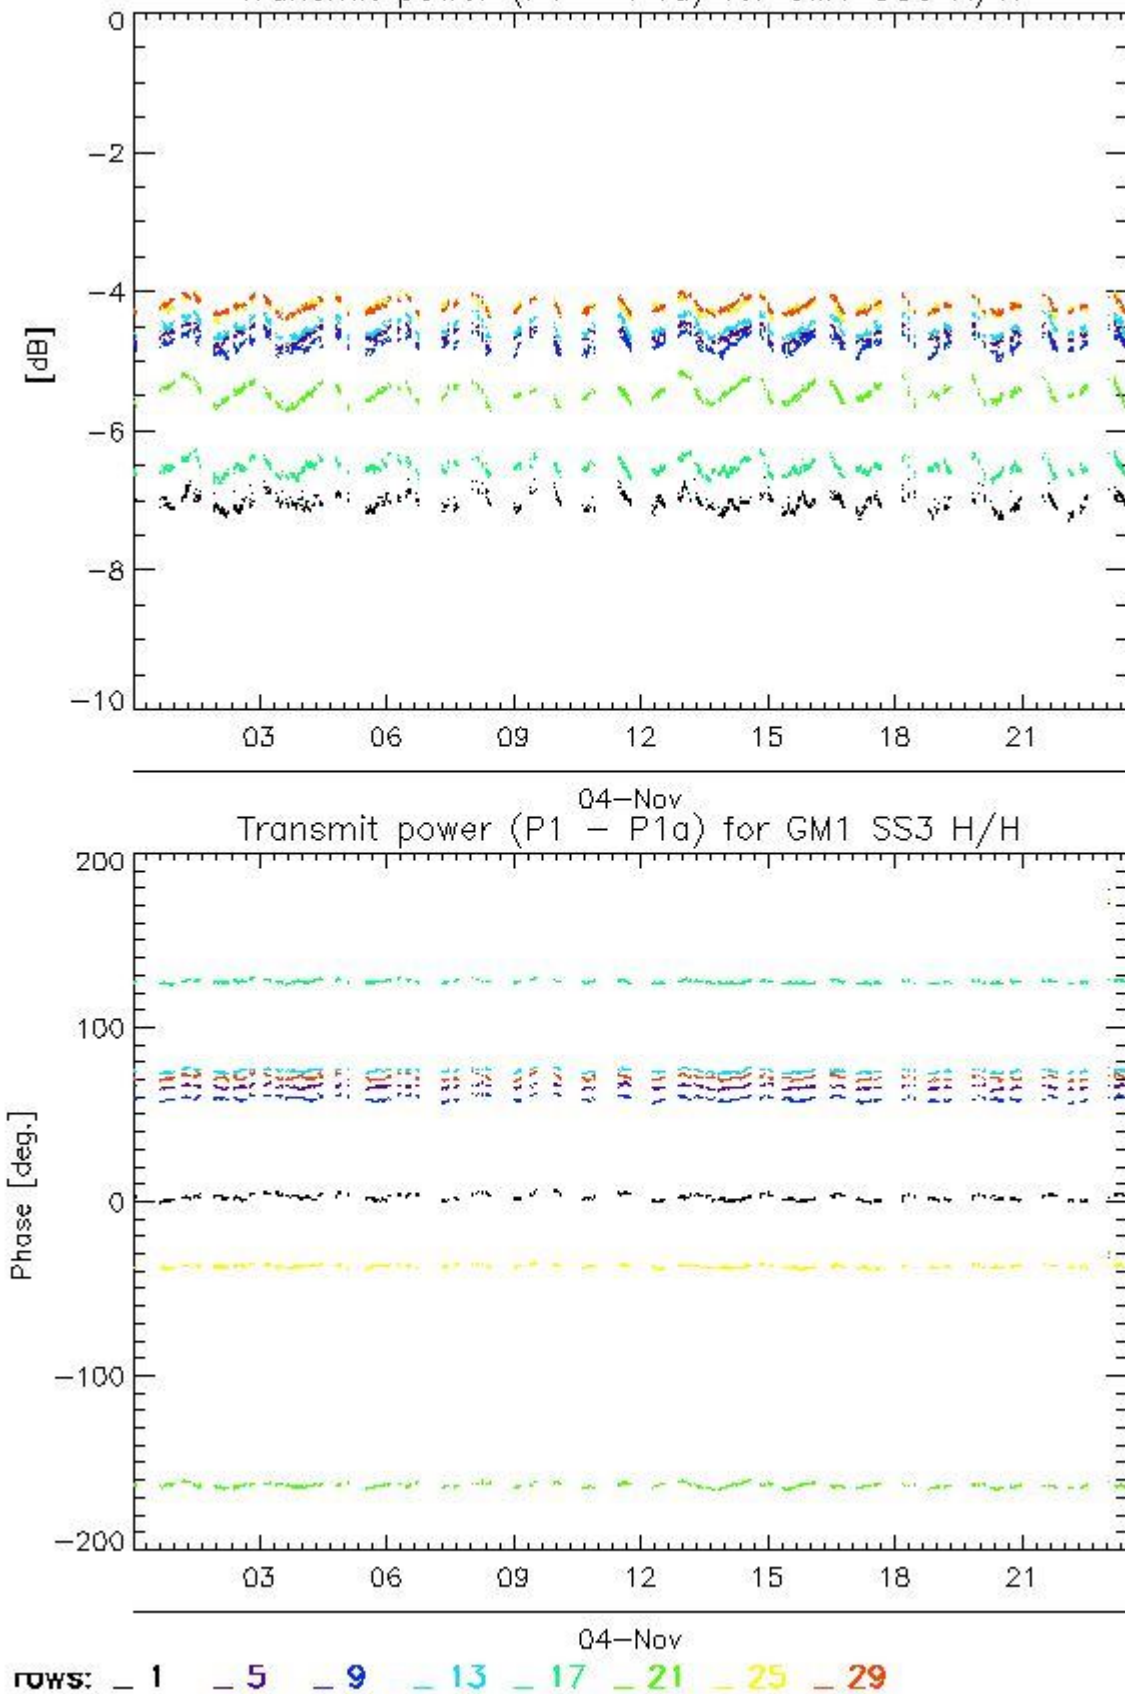 0
-2
-4
[dB]
-6
-8
-10
03 06 09 12 15 18 21
04-Nov
Transmit power (P1 - P1a) for GM1 SS3 H/H
200
100
0
Phase [deg.]
-100
-200
03 06 09 12 15 18 21
04-Nov
rows: _ 1 _ 5 _ 9 _ 13 _ 17 _ 21 _ 25 _ 29